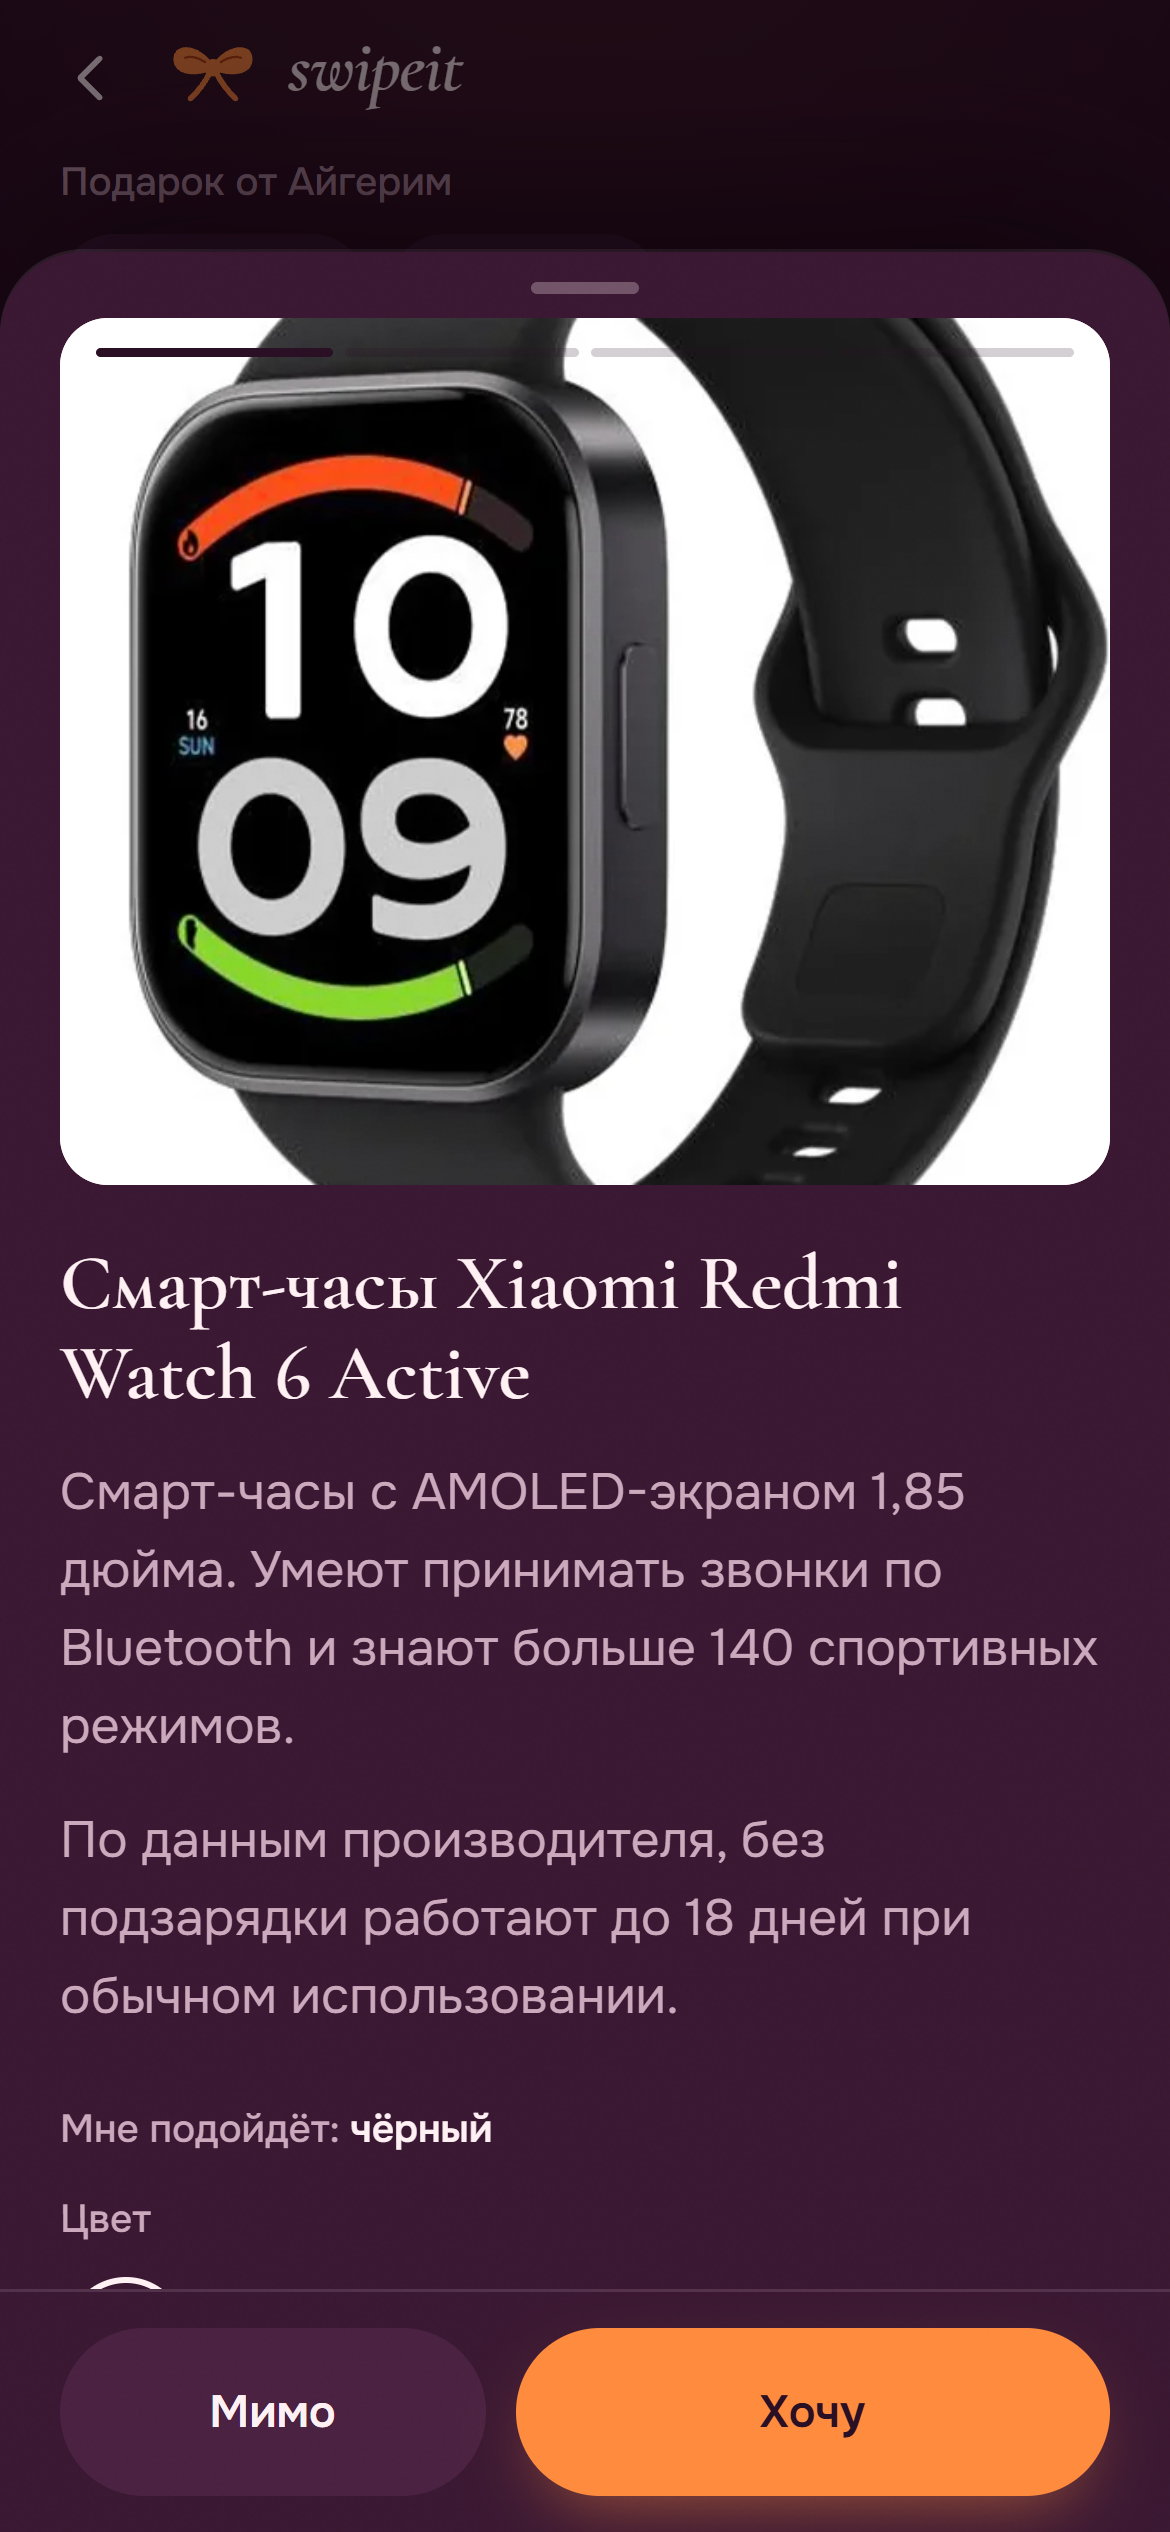 swipeit
Подарок от Айгерим
10
16
SUN
78
09
Смарт-часы Xiaomi Redmi
Watch 6 Active
Смарт-часы с AMOLED-экраном 1,85
дюйма. Умеют принимать звонки по
Bluetooth и знают больше 140 спортивных
режимов.
По данным производителя, без
подзарядки работают до 18 дней при
обычном использовании.
Мне подойдёт: чёрный
Цвет
Мимо
Хочу